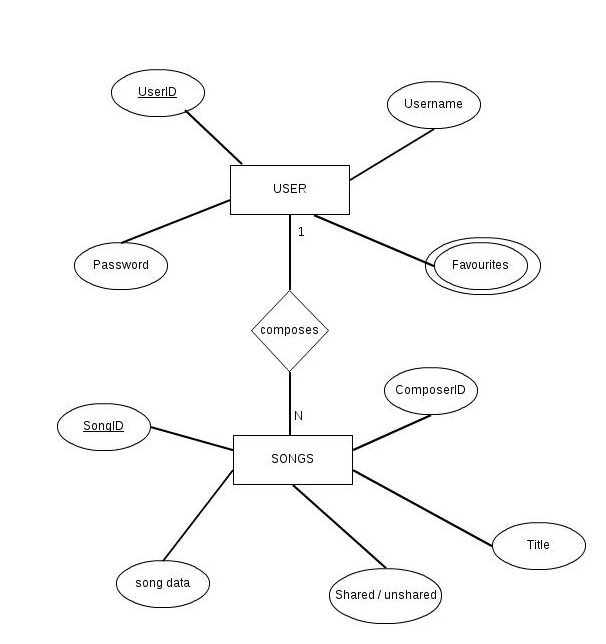 UserID
Username
USER
1
Password
Favourites
composes
ComposerID
N
SongID
SONGS
Title
song data
Shared / unshared